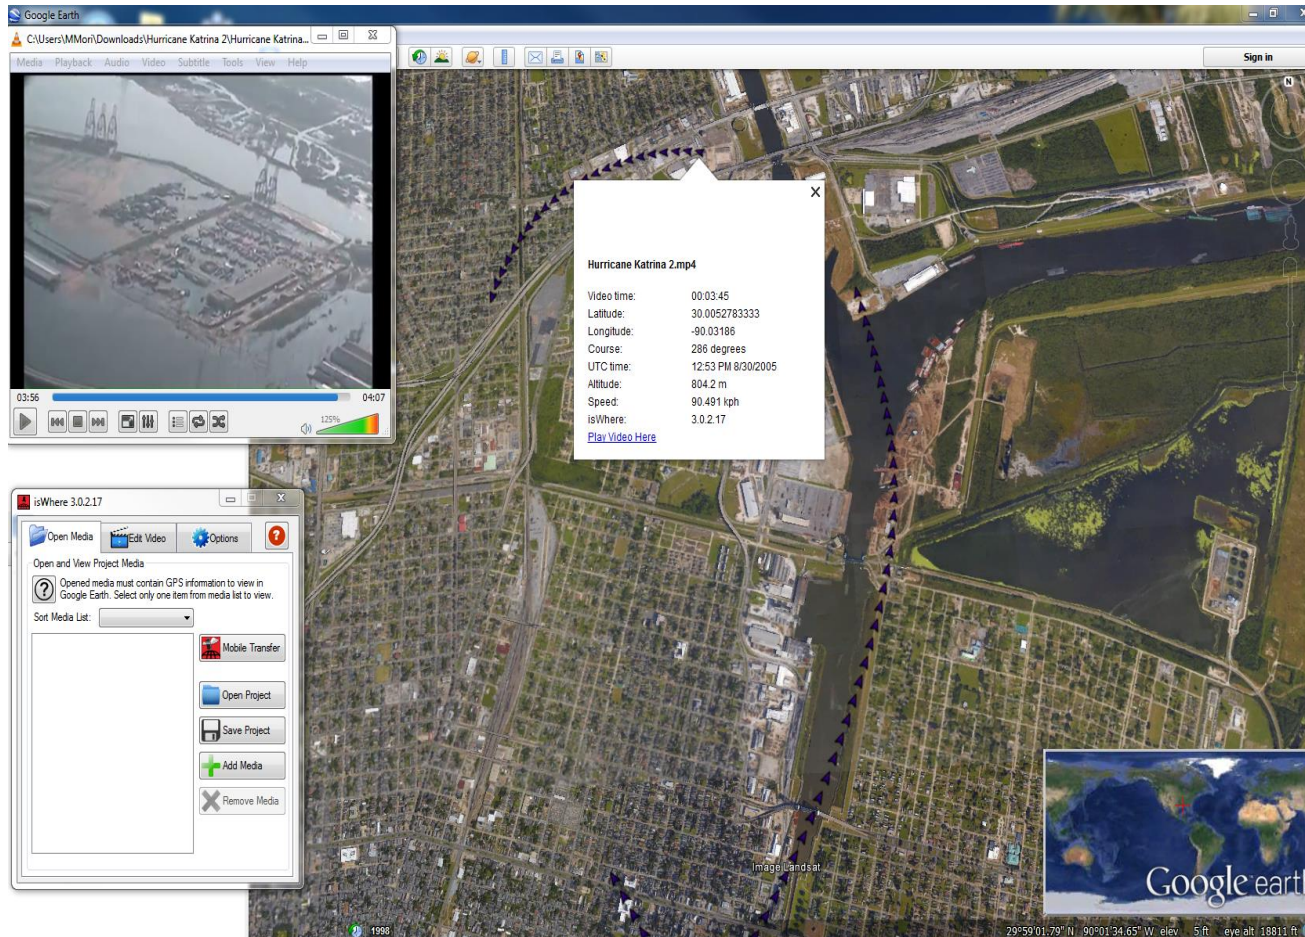 Google Earth
C:\Users\MMori\Downloads\Hurricane Katrina 2\Hurricane Katrina...
Media Playback Audio Video Subtitle Tools View Help
Sign in
N
03:56
04:07
125%
Hurricane Katrina 2.mp4
Video time: 00:03:45
Latitude: 30.0052783333
Longitude: -90.03186
Course: 286 degrees
UTC time: 12:53 PM 8/30/2005
Altitude: 804.2 m
Speed: 90.491 kph
isWhere: 3.0.2.17
Play Video Here
isWhere 3.0.2.17
Open Media Edit Video Options
Open and View Project Media
Opened media must contain GPS information to view in
Google Earth. Select only one item from media list to view.
Sort Media List:
Mobile Transfer
Open Project
Save Project
Add Media
Remove Media
Image Landsat
Google earth
1998
29°59'01.79" N 90°01'34.65" W elev 5 ft eye alt 18811 ft